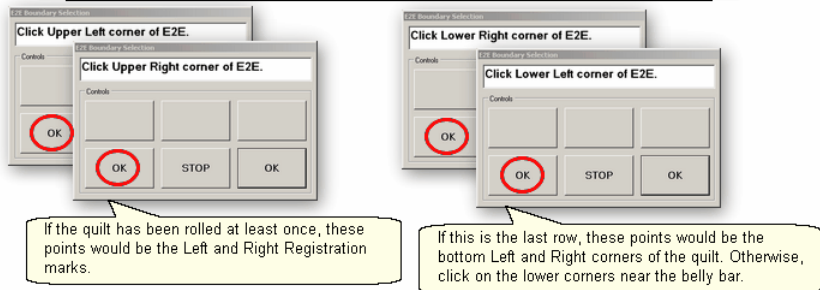 E2E Boundary Selection
Click Upper Left corner of E2E.
Controls
OK
E2E Boundary Selection
Click Upper Right corner of E2E.
Controls
OK
STOP
OK
If the quilt has been rolled at least once, these
points would be the Left and Right Registration
marks.
E2E Boundary Selection
Click Lower Right corner of E2E.
Controls
OK
E2E Boundary Selection
Click Lower Left corner of E2E.
Controls
OK
STOP
OK
If this is the last row, these points would be the
bottom Left and Right corners of the quilt. Otherwise,
click on the lower corners near the belly bar.